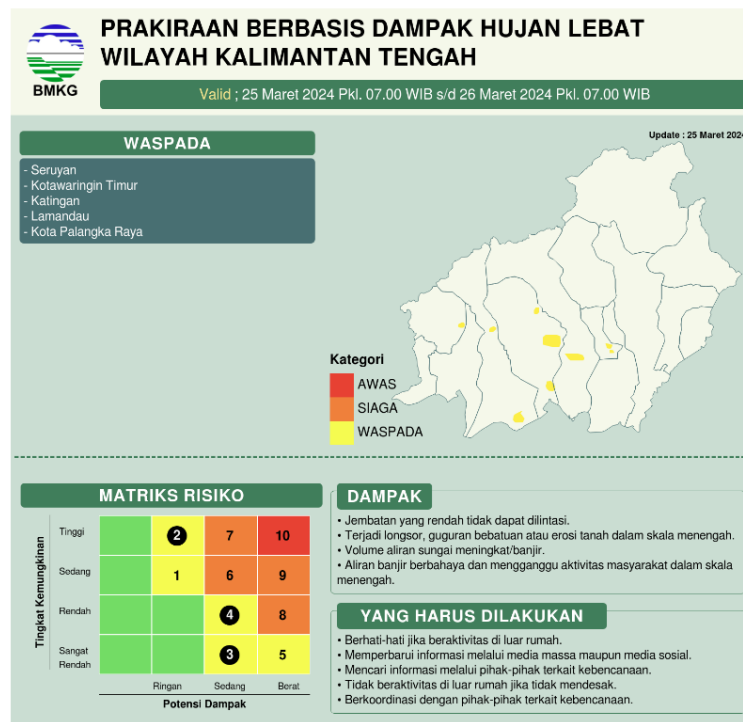 PRAKIRAAN BERBASIS DAMPAK HUJAN LEBAT
WILAYAH KALIMANTAN TENGAH
BMKG
Valid ; 25 Maret 2024 Pkl. 07.00 WIB s/d 26 Maret 2024 Pkl. 07.00 WIB
WASPADA
- Seruyan
- Kotawaringin Timur
- Katingan
- Lamandau
- Kota Palangka Raya
Update : 25 Maret 2024
Kategori
AWAS
SIAGA
WASPADA
MATRIKS RISIKO
Tingkat Kemungkinan
Tinggi
2 7 10
Sedang
1 6 9
Rendah
4 8
Sangat
Rendah
3 5
Ringan Sedang Berat
Potensi Dampak
DAMPAK
• Jembatan yang rendah tidak dapat dilintasi.
• Terjadi longsor, guguran bebatuan atau erosi tanah dalam skala menengah.
• Volume aliran sungai meningkat/banjir.
• Aliran banjir berbahaya dan mengganggu aktivitas masyarakat dalam skala
menengah.
YANG HARUS DILAKUKAN
• Berhati-hati jika beraktivitas di luar rumah.
• Memperbarui informasi melalui media massa maupun media sosial.
• Mencari informasi melalui pihak-pihak terkait kebencanaan.
• Tidak beraktivitas di luar rumah jika tidak mendesak.
• Berkoordinasi dengan pihak-pihak terkait kebencanaan.